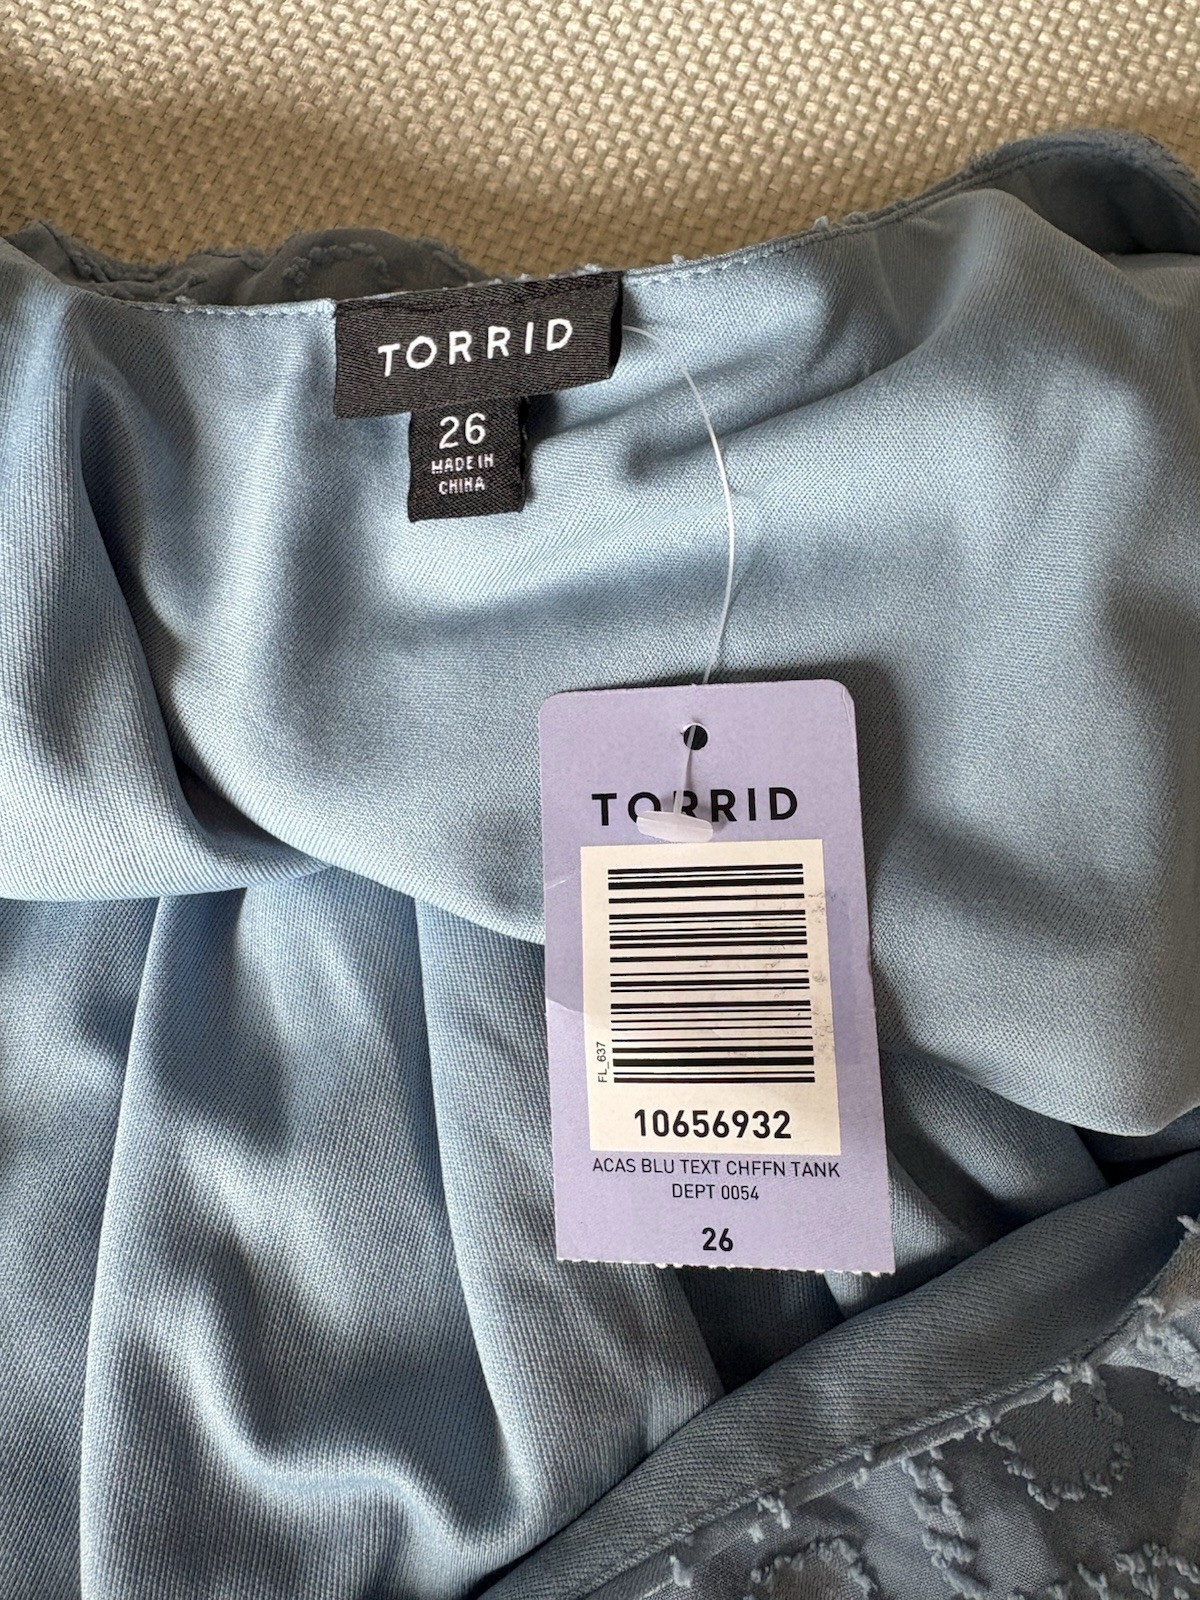 TORRID
26
MADE IN
CHINA
TORRID
FL_637
10656932
ACAS BLU TEXT CHFFN TANK
DEPT 0054
26